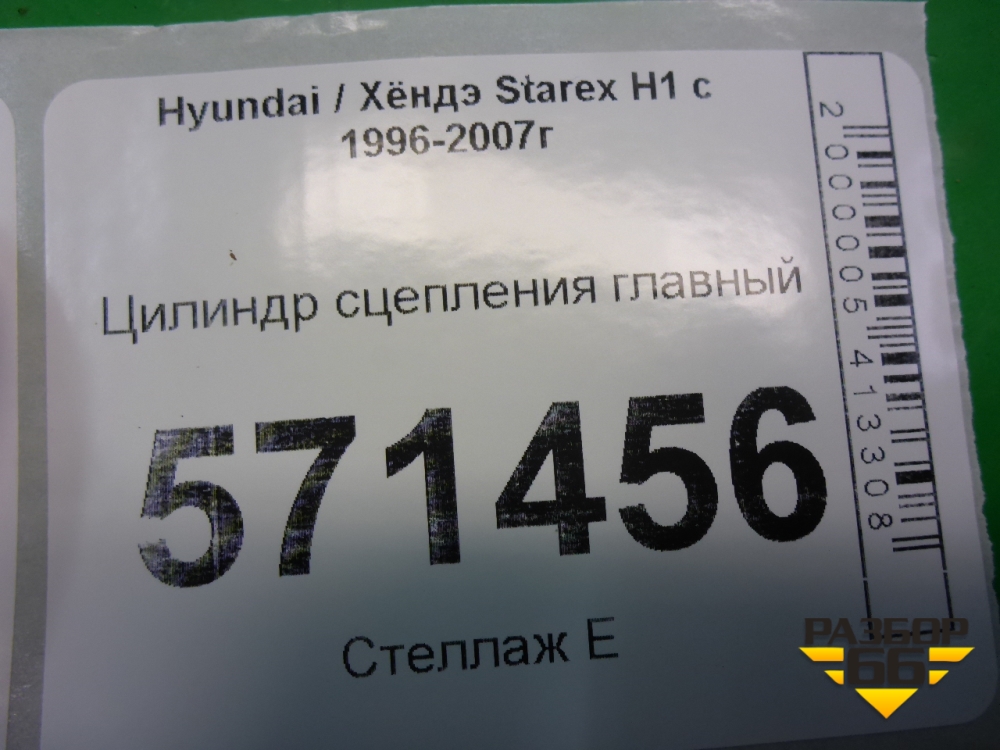 Hyundai / Хёндэ Starex H1 с
1996-2007г
Цилиндр сцепления главный
571456
Стеллаж Е
2000005413308
РАЗБОР
66